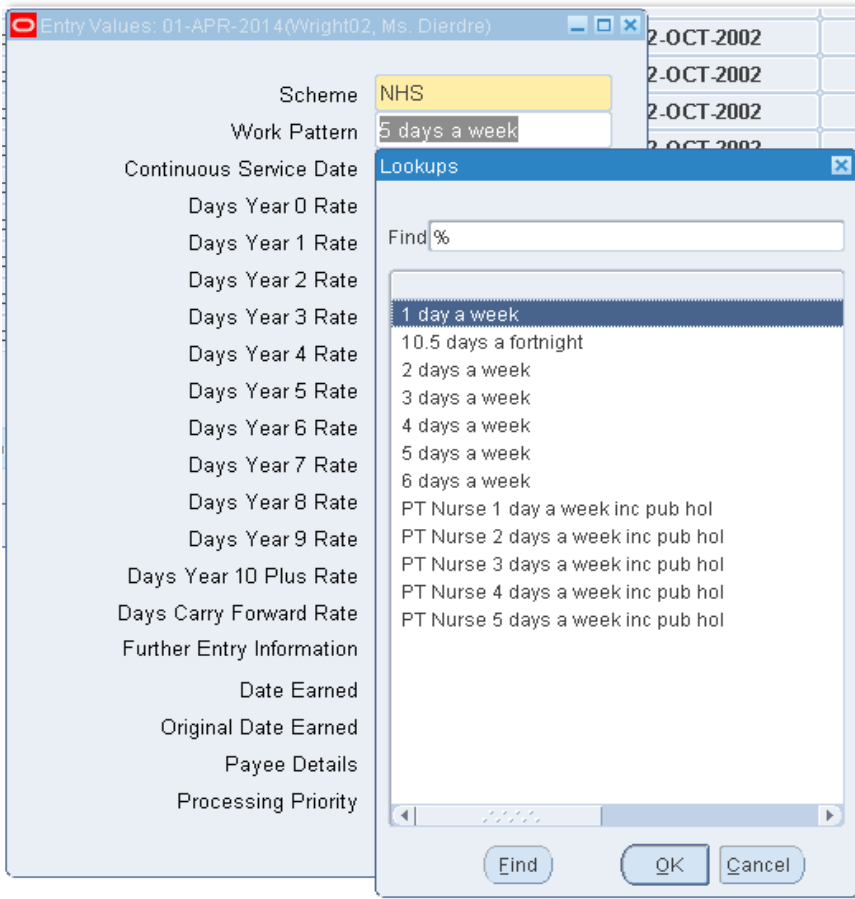 Entry Values: 01-APR-2014(Wright02, Ms. Dierdre)
2-OCT-2002
2-OCT-2002
2-OCT-2002
2-OCT-2002
Scheme NHS
Work Pattern 5 days a week
Continuous Service Date
Days Year 0 Rate
Days Year 1 Rate
Days Year 2 Rate
Days Year 3 Rate
Days Year 4 Rate
Days Year 5 Rate
Days Year 6 Rate
Days Year 7 Rate
Days Year 8 Rate
Days Year 9 Rate
Days Year 10 Plus Rate
Days Carry Forward Rate
Further Entry Information
Date Earned
Original Date Earned
Payee Details
Processing Priority
Lookups
Find %
1 day a week
10.5 days a fortnight
2 days a week
3 days a week
4 days a week
5 days a week
6 days a week
PT Nurse 1 day a week inc pub hol
PT Nurse 2 days a week inc pub hol
PT Nurse 3 days a week inc pub hol
PT Nurse 4 days a week inc pub hol
PT Nurse 5 days a week inc pub hol
Find OK Cancel